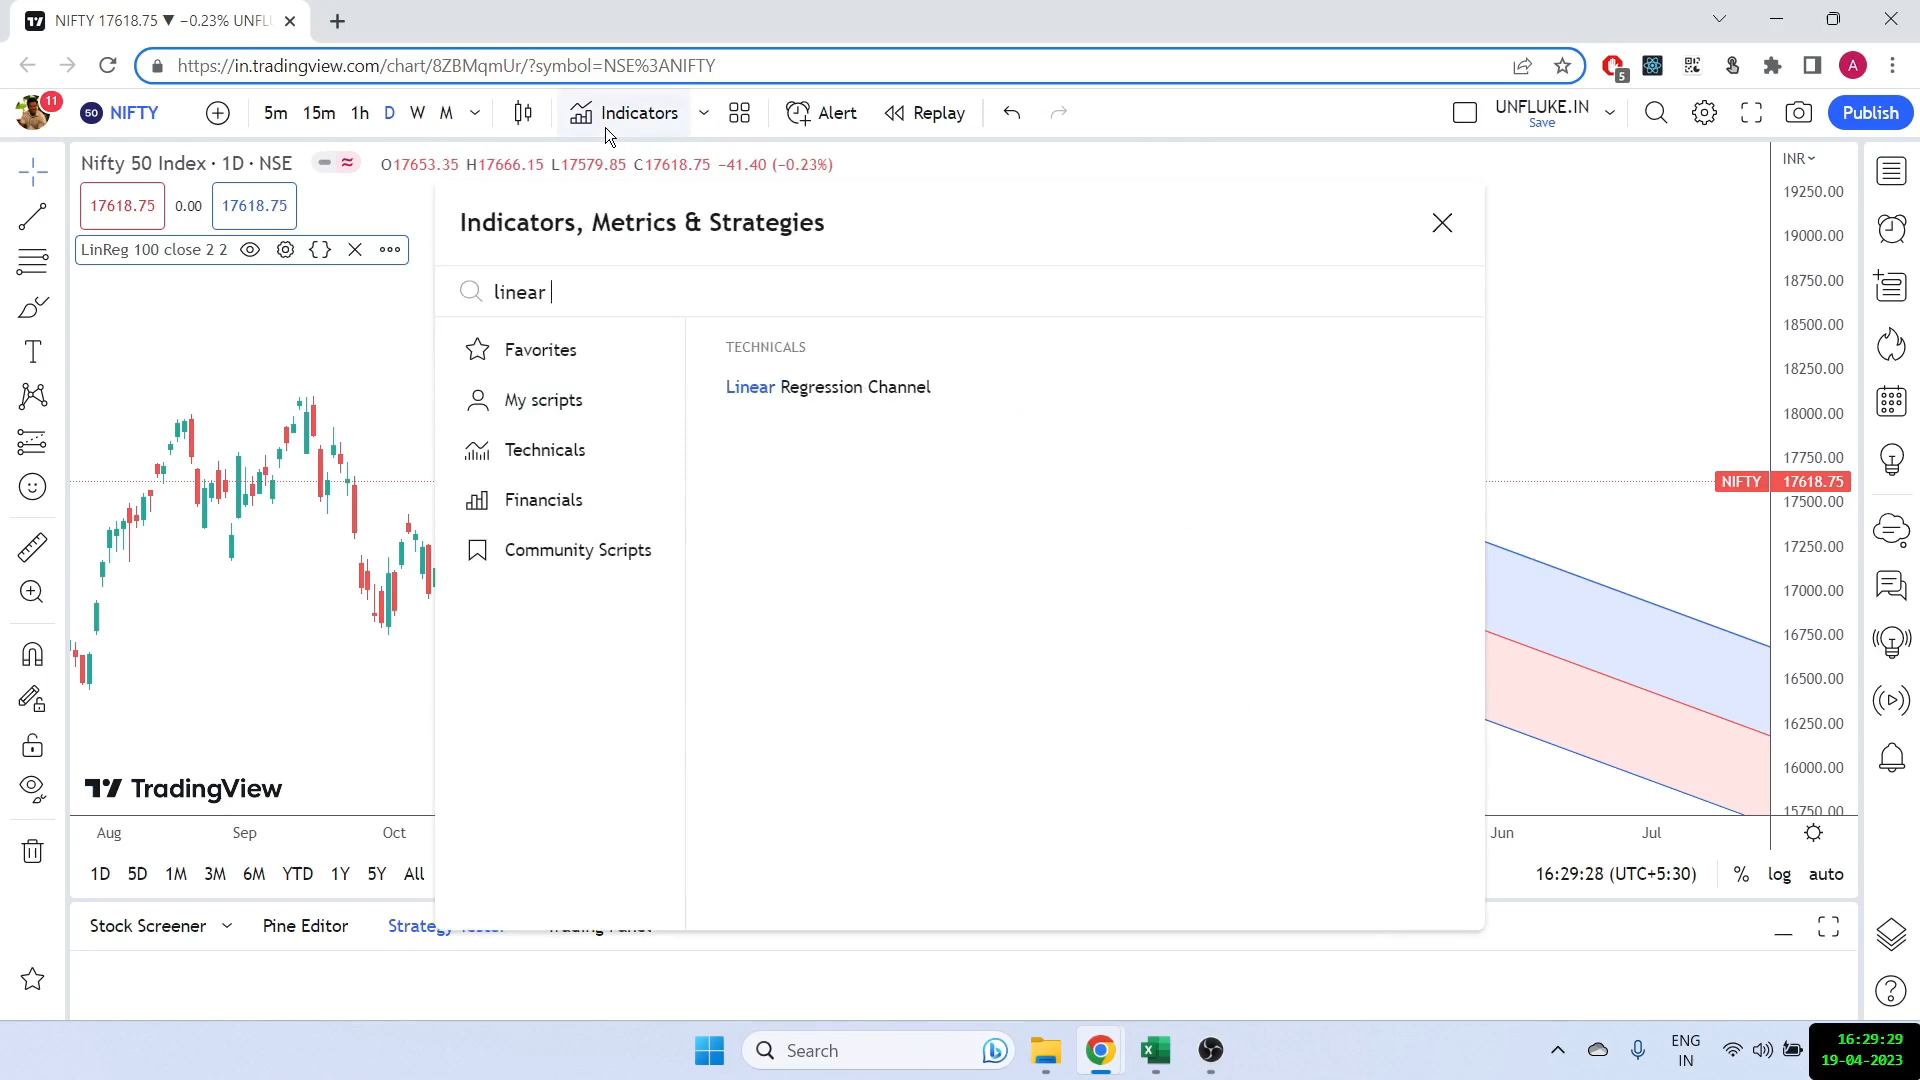 NIFTY 17618.75 ▼ −0.23% UNFL
https://in.tradingview.com/chart/8ZBMqmUr/?symbol=NSE%3ANIFTY
5
A
11
50 NIFTY
5m 15m 1h D W M
Indicators
Alert
Replay
UNFLUKE.IN
Save
Publish
Nifty 50 Index · 1D · NSE
O17653.35 H17666.15 L17579.85 C17618.75 −41.40 (−0.23%)
INR
17618.75 0.00 17618.75
LinReg 100 close 2 2
Indicators, Metrics & Strategies
linear
Favorites
My scripts
Technicals
Financials
Community Scripts
TECHNICALS
Linear Regression Channel
19250.00
19000.00
18750.00
18500.00
18250.00
18000.00
17750.00
NIFTY 17618.75
17500.00
17250.00
17000.00
16750.00
16500.00
16250.00
16000.00
15750.00
TradingView
Aug Sep Oct Jun Jul
1D 5D 1M 3M 6M YTD 1Y 5Y All
16:29:28 (UTC+5:30) % log auto
Stock Screener Pine Editor Strategy Tester Trading Panel
Search
ENG
IN
16:29:29
19-04-2023